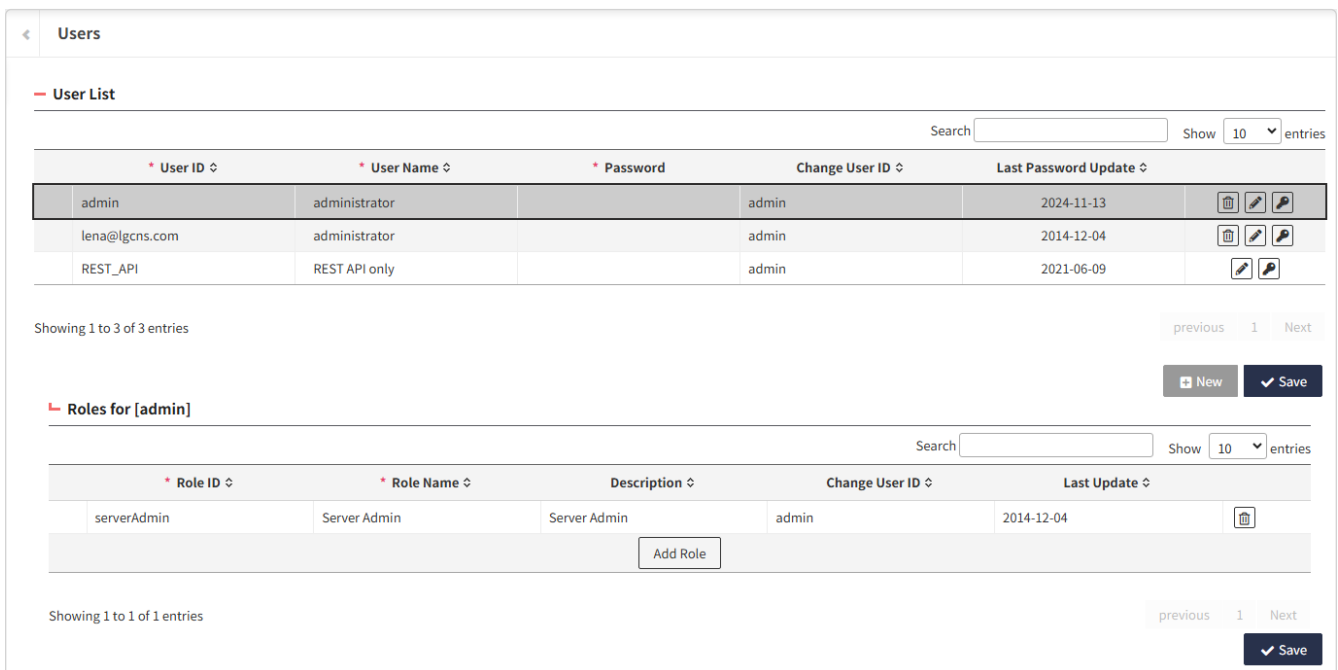 Users
User List
Search Show 10 entries
* User ID * User Name * Password Change User ID Last Password Update
admin administrator admin 2024-11-13
lena@lgcns.com administrator admin 2014-12-04
REST_API REST API only admin 2021-06-09
Showing 1 to 3 of 3 entries previous 1 Next
New Save
Roles for [admin]
Search Show 10 entries
* Role ID * Role Name Description Change User ID Last Update
serverAdmin Server Admin Server Admin admin 2014-12-04
Add Role
Showing 1 to 1 of 1 entries previous 1 Next
Save